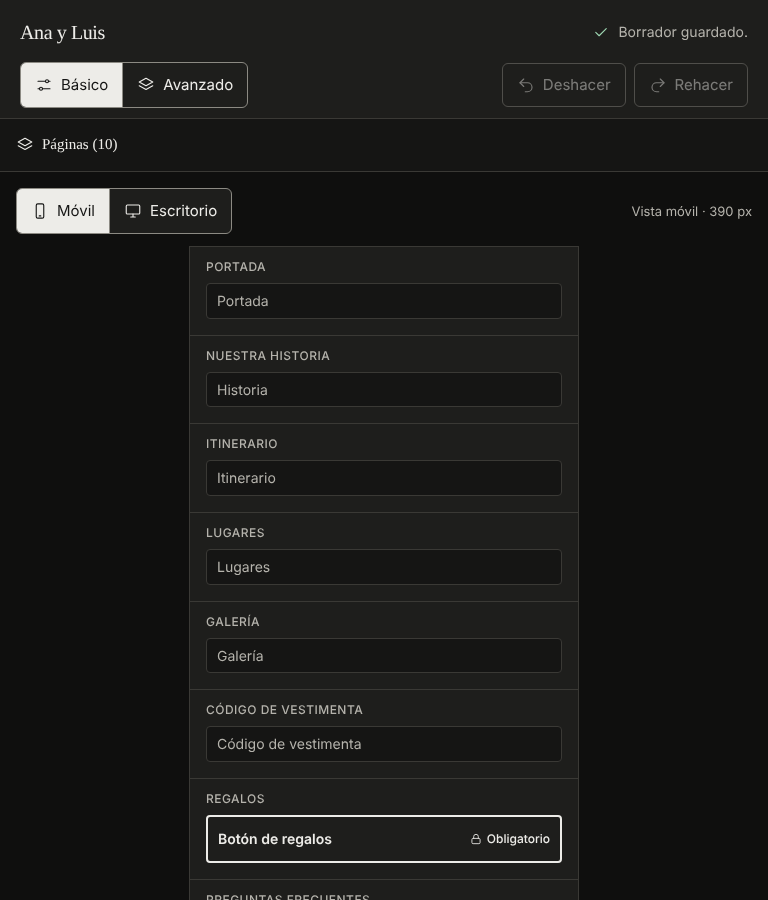 Ana y Luis
Borrador guardado.
Básico
Avanzado
Deshacer
Rehacer
Páginas (10)
Móvil
Escritorio
Vista móvil · 390 px
PORTADA
Portada
NUESTRA HISTORIA
Historia
ITINERARIO
Itinerario
LUGARES
Lugares
GALERÍA
Galería
CÓDIGO DE VESTIMENTA
Código de vestimenta
REGALOS
Botón de regalos
Obligatorio
PREGUNTAS FRECUENTES